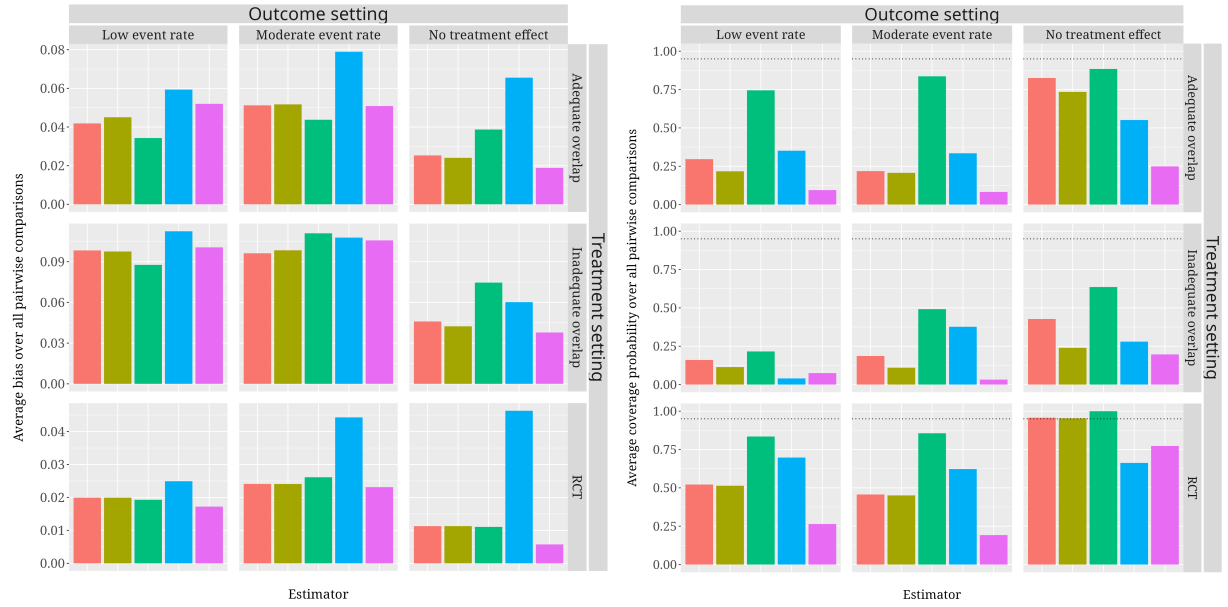 Outcome setting
Low event rate
Moderate event rate
No treatment effect
0.08
0.06
0.04
0.02
0.00
Adequate overlap
0.09
0.06
0.03
0.00
Inadequate overlap
0.04
0.03
0.02
0.01
0.00
RCT
Average bias over all pairwise comparisons
Treatment setting
Estimator
Outcome setting
Low event rate
Moderate event rate
No treatment effect
1.00
0.75
0.50
0.25
0.00
Adequate overlap
1.00
0.75
0.50
0.25
0.00
Inadequate overlap
1.00
0.75
0.50
0.25
0.00
RCT
Average coverage probability over all pairwise comparisons
Treatment setting
Estimator